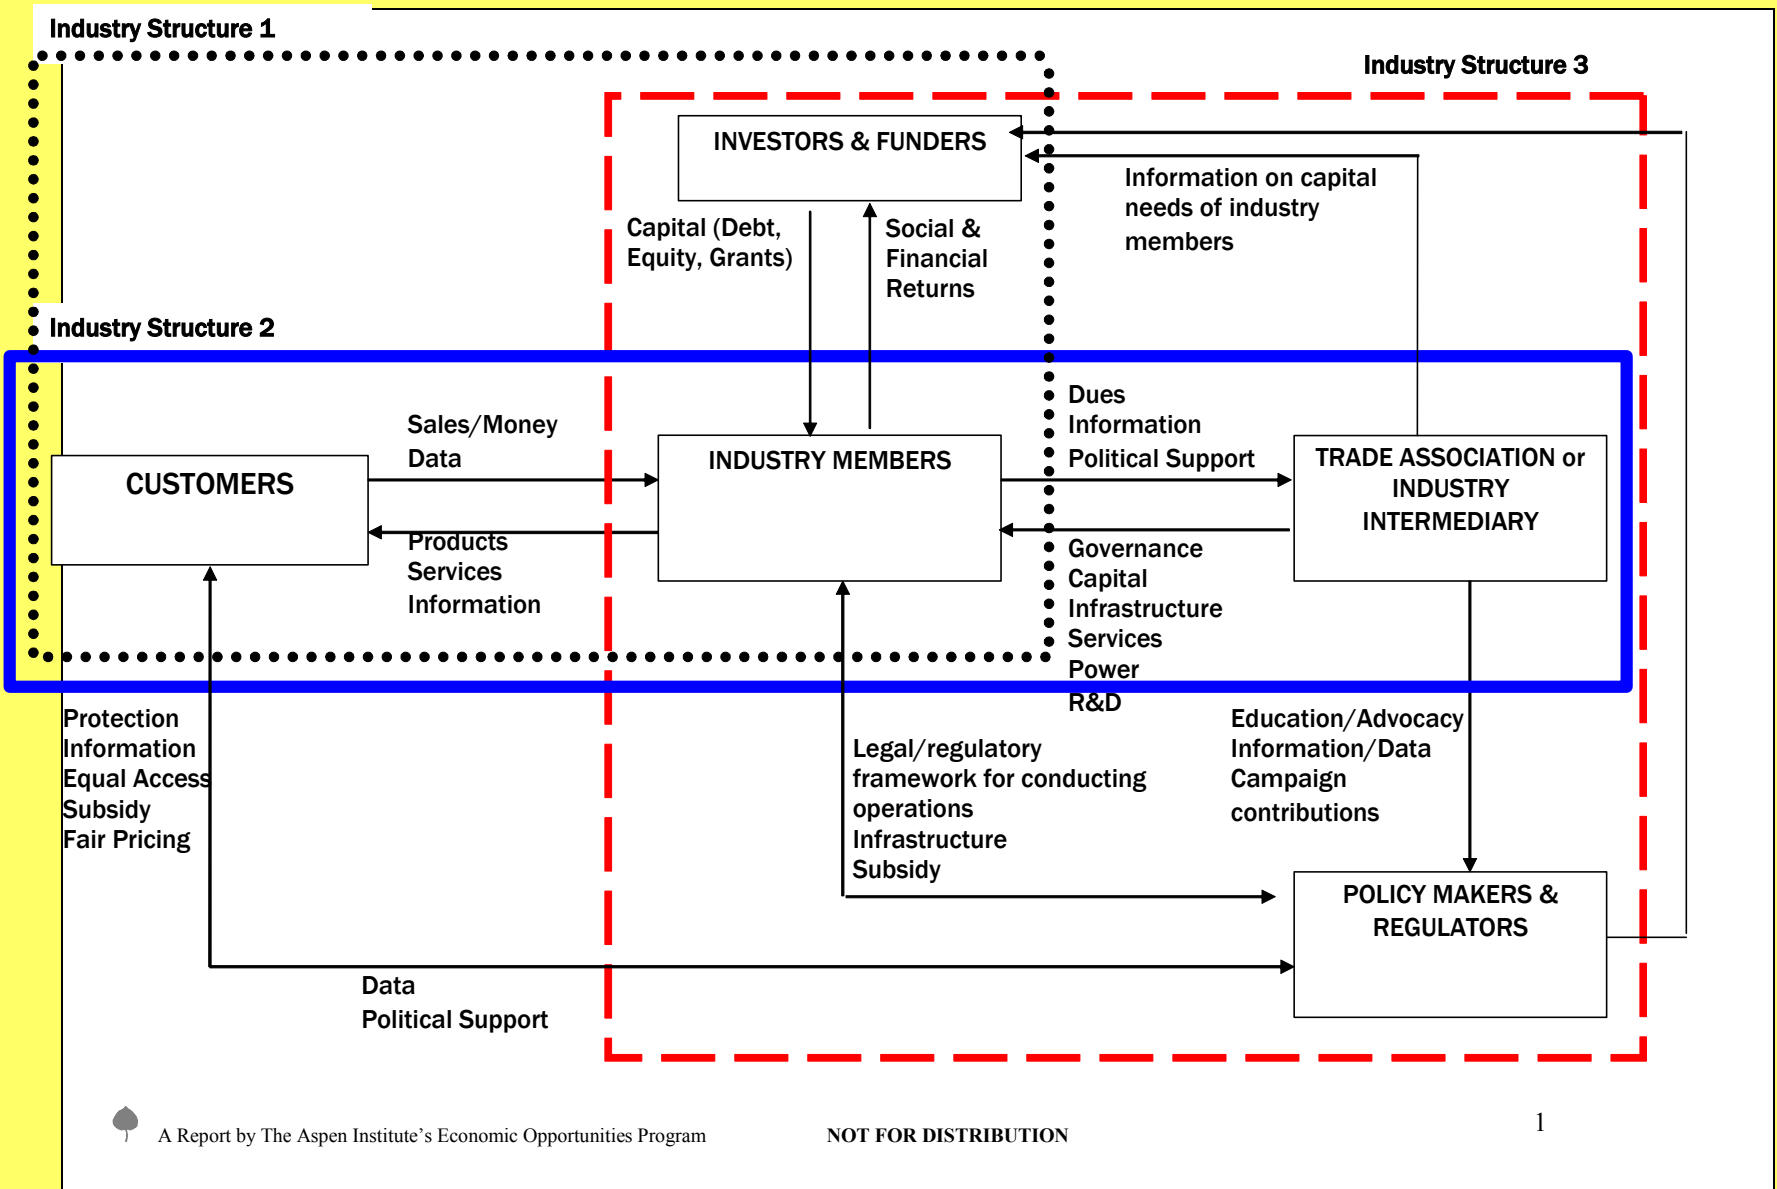 Industry Structure 1
Industry Structure 3
INVESTORS & FUNDERS
Information on capital
needs of industry
members
Capital (Debt,
Equity, Grants)
Social &
Financial
Returns
Industry Structure 2
Sales/Money
Data
Dues
Information
Political Support
CUSTOMERS
INDUSTRY MEMBERS
TRADE ASSOCIATION or
INDUSTRY
INTERMEDIARY
Products
Services
Information
Governance
Capital
Infrastructure
Services
Power
R&D
Protection
Information
Equal Access
Subsidy
Fair Pricing
Legal/regulatory
framework for conducting
operations
Infrastructure
Subsidy
Education/Advocacy
Information/Data
Campaign
contributions
POLICY MAKERS &
REGULATORS
Data
Political Support
A Report by The Aspen Institute's Economic Opportunities Program
NOT FOR DISTRIBUTION
1